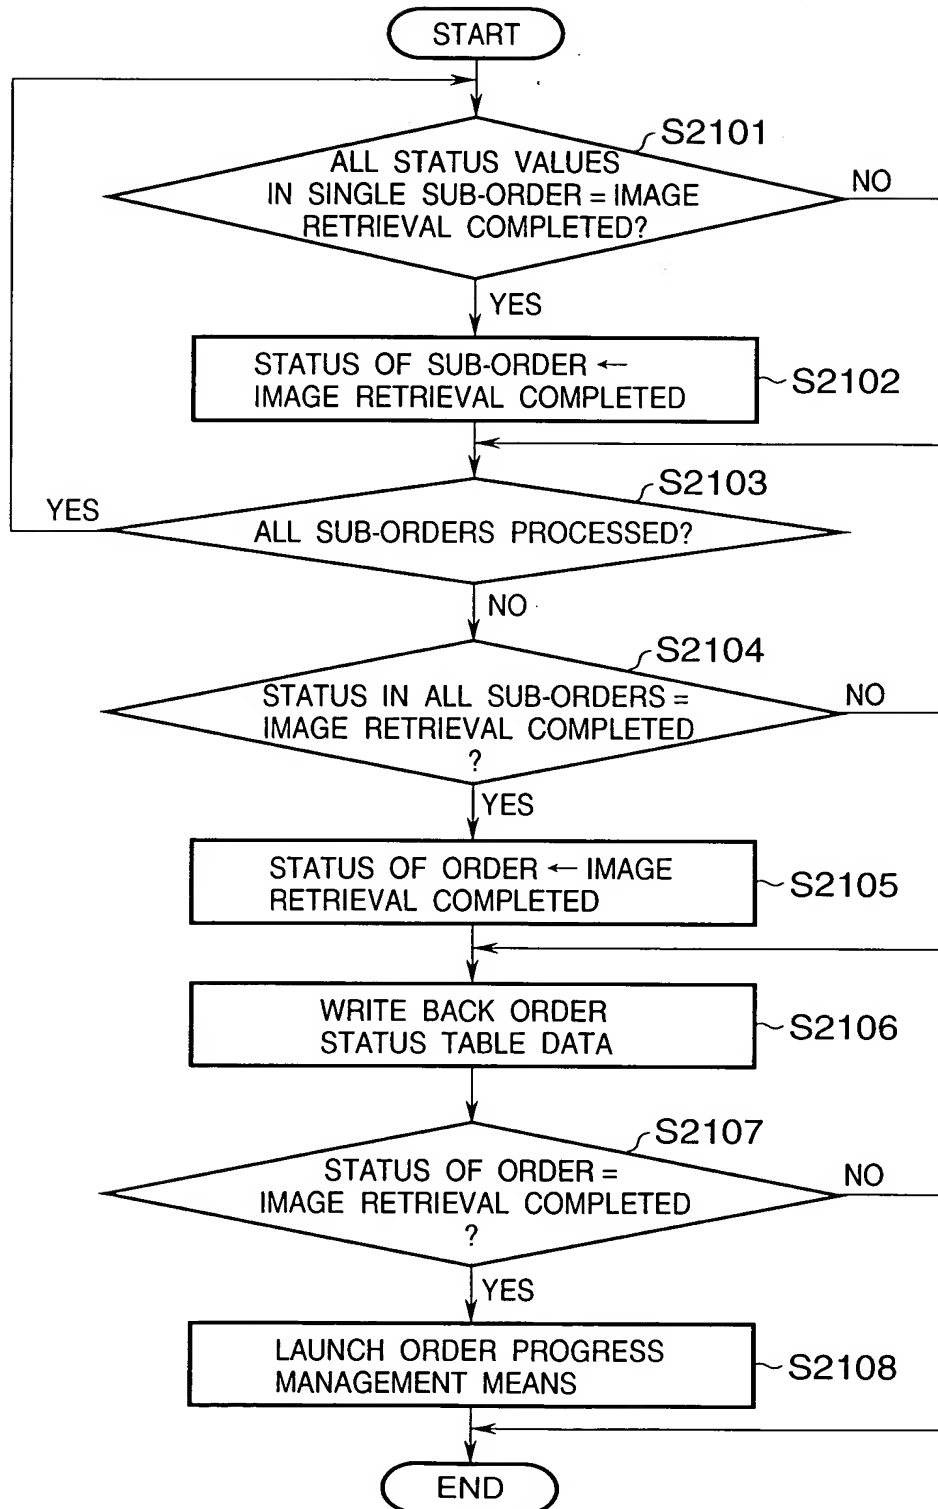 START
S2101
ALL STATUS VALUES
IN SINGLE SUB-ORDER = IMAGE
RETRIEVAL COMPLETED?
NO
YES
STATUS OF SUB-ORDER ←
IMAGE RETRIEVAL COMPLETED
S2102
S2103
YES
ALL SUB-ORDERS PROCESSED?
NO
S2104
STATUS IN ALL SUB-ORDERS =
IMAGE RETRIEVAL COMPLETED
?
NO
YES
STATUS OF ORDER ← IMAGE
RETRIEVAL COMPLETED
S2105
WRITE BACK ORDER
STATUS TABLE DATA
S2106
S2107
STATUS OF ORDER =
IMAGE RETRIEVAL COMPLETED
?
NO
YES
LAUNCH ORDER PROGRESS
MANAGEMENT MEANS
S2108
END